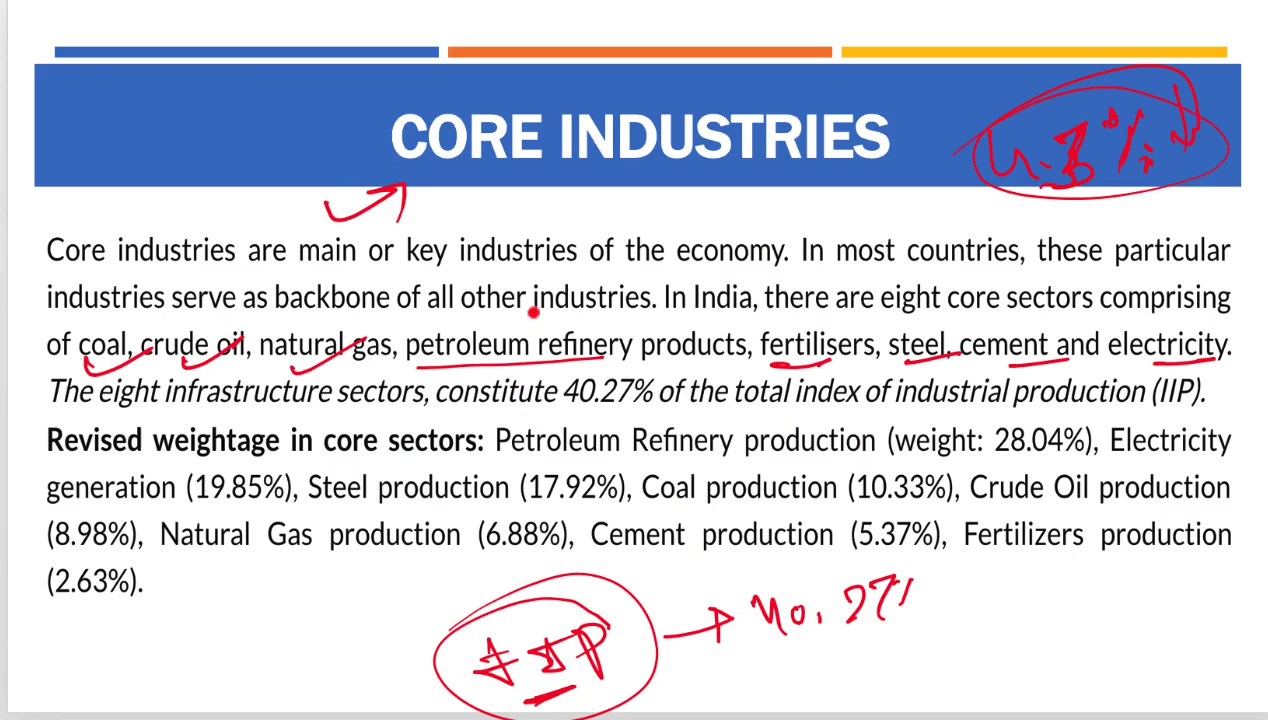 CORE INDUSTRIES
Core industries are main or key industries of the economy. In most countries, these particular
industries serve as backbone of all other industries. In India, there are eight core sectors comprising
of coal, crude oil, natural gas, petroleum refinery products, fertilisers, steel, cement and electricity.
The eight infrastructure sectors, constitute 40.27% of the total index of industrial production (IIP).
Revised weightage in core sectors: Petroleum Refinery production (weight: 28.04%), Electricity
generation (19.85%), Steel production (17.92%), Coal production (10.33%), Crude Oil production
(8.98%), Natural Gas production (6.88%), Cement production (5.37%), Fertilizers production
(2.63%).
IIP → 40.27%